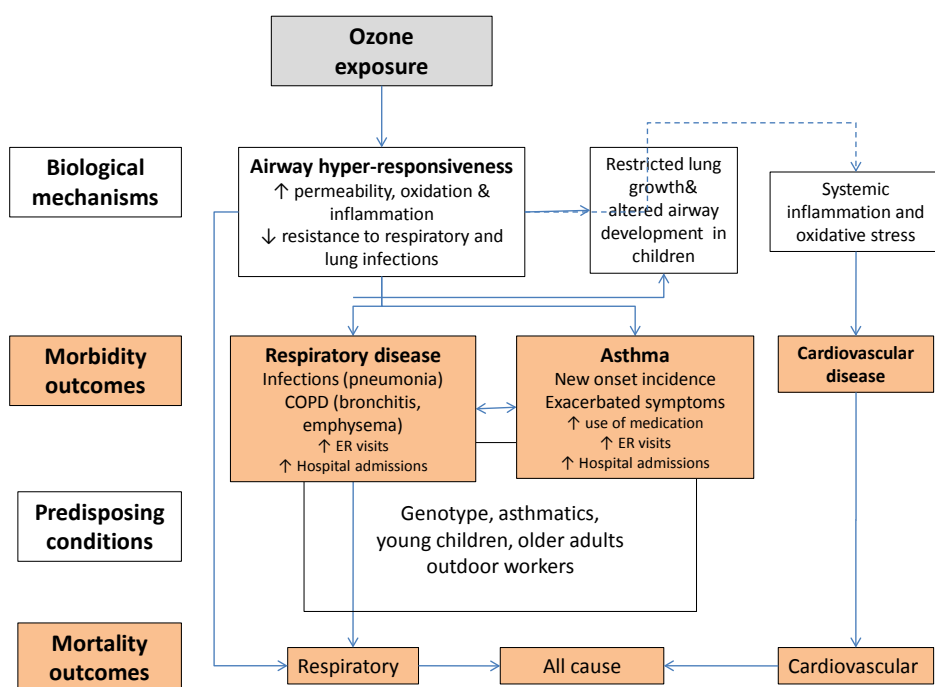 Ozone
exposure
Biological
mechanisms
Airway hyper-responsiveness
↑ permeability, oxidation &
inflammation
↓ resistance to respiratory and
lung infections
Restricted lung
growth&
altered airway
development in
children
Systemic
inflammation and
oxidative stress
Morbidity
outcomes
Respiratory disease
Infections (pneumonia)
COPD (bronchitis,
emphysema)
↑ ER visits
↑ Hospital admissions
Asthma
New onset incidence
Exacerbated symptoms
↑ use of medication
↑ ER visits
↑ Hospital admissions
Cardiovascular
disease
Predisposing
conditions
Genotype, asthmatics,
young children, older adults
outdoor workers
Mortality
outcomes
Respiratory
All cause
Cardiovascular